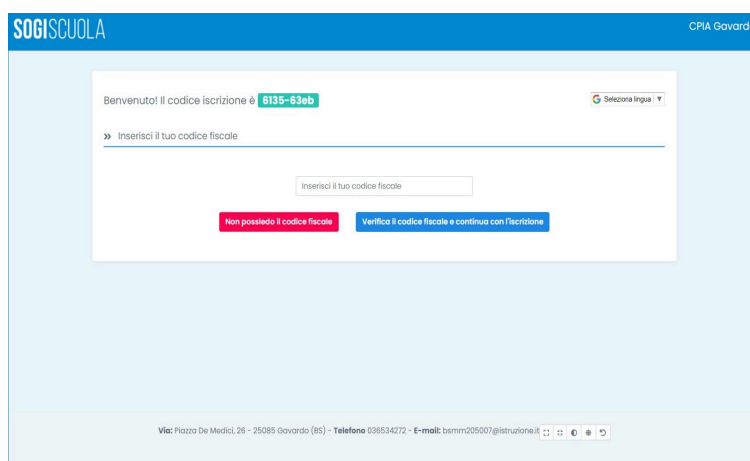 SOGISCUOLA
CPIA Gavard
Benvenuto! Il codice iscrizione è 6135-63eb
Seleziona lingua ▼
» Inserisci il tuo codice fiscale
Inserisci il tuo codice fiscale
Non possiedo il codice fiscale
Verifica il codice fiscale e continua con l'iscrizione
Via: Piazza De Medici, 26 - 25085 Gavardo (BS) - Telefono 036534272 - E-mail: bsmm205007@istruzione.it